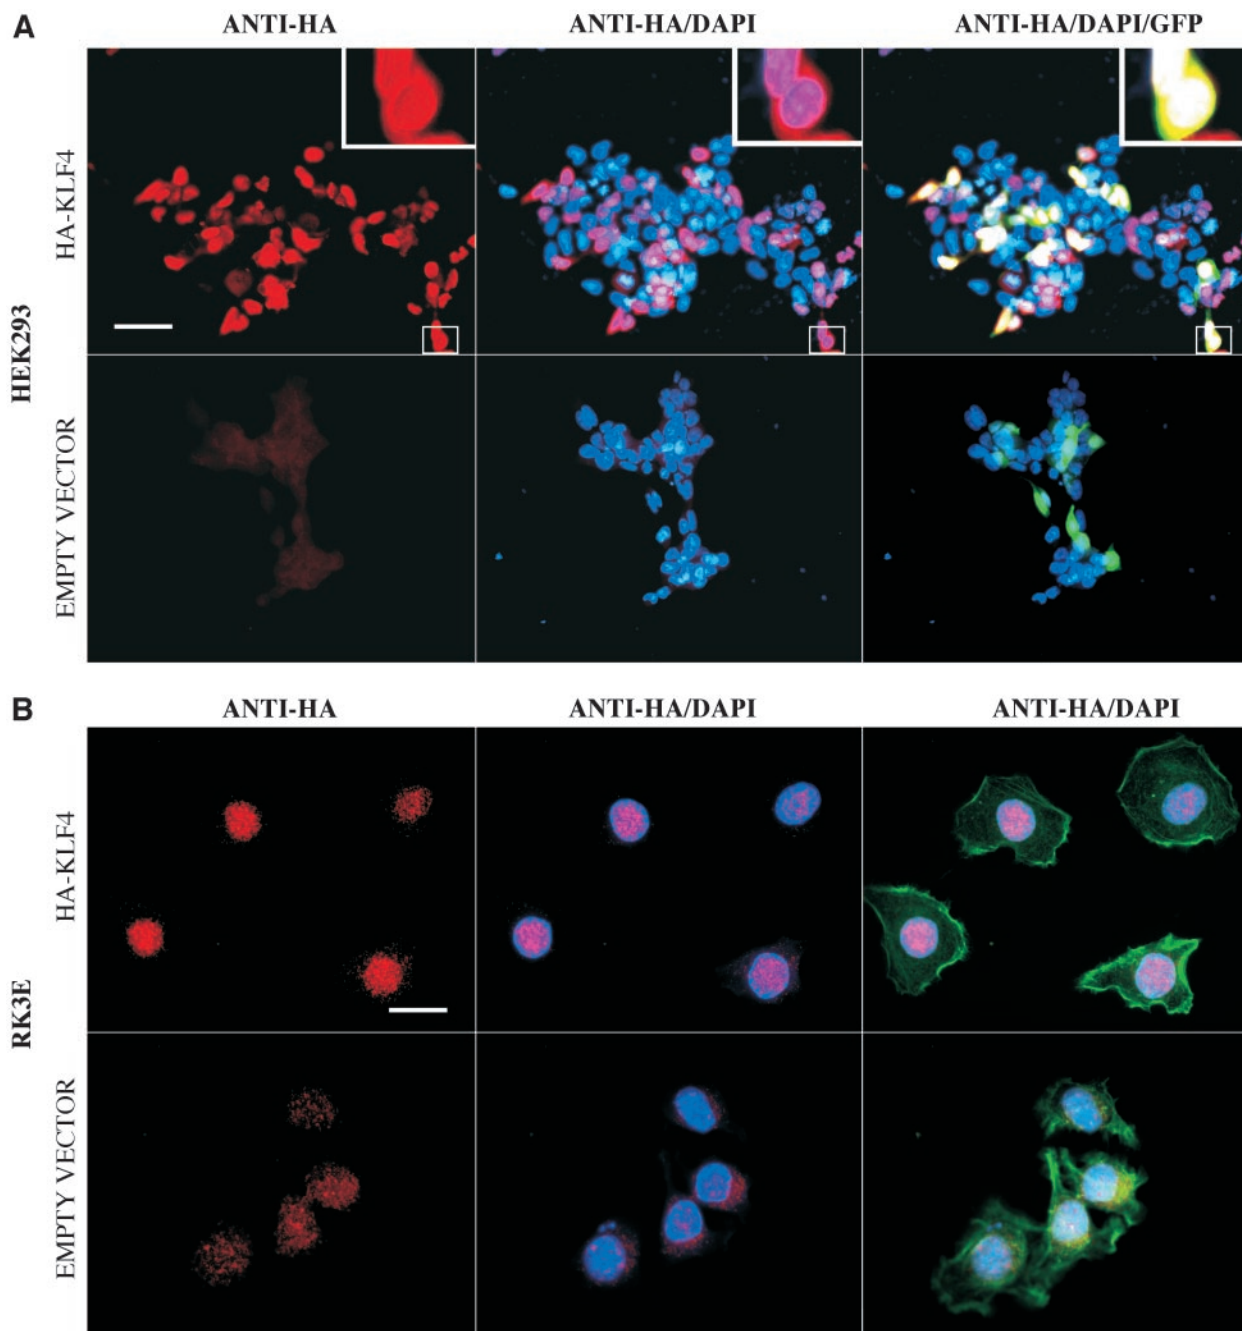 A
ANTI-HA
ANTI-HA/DAPI
ANTI-HA/DAPI/GFP
HEK293
HA-KLF4
EMPTY VECTOR
B
ANTI-HA
ANTI-HA/DAPI
ANTI-HA/DAPI
RK3E
HA-KLF4
EMPTY VECTOR